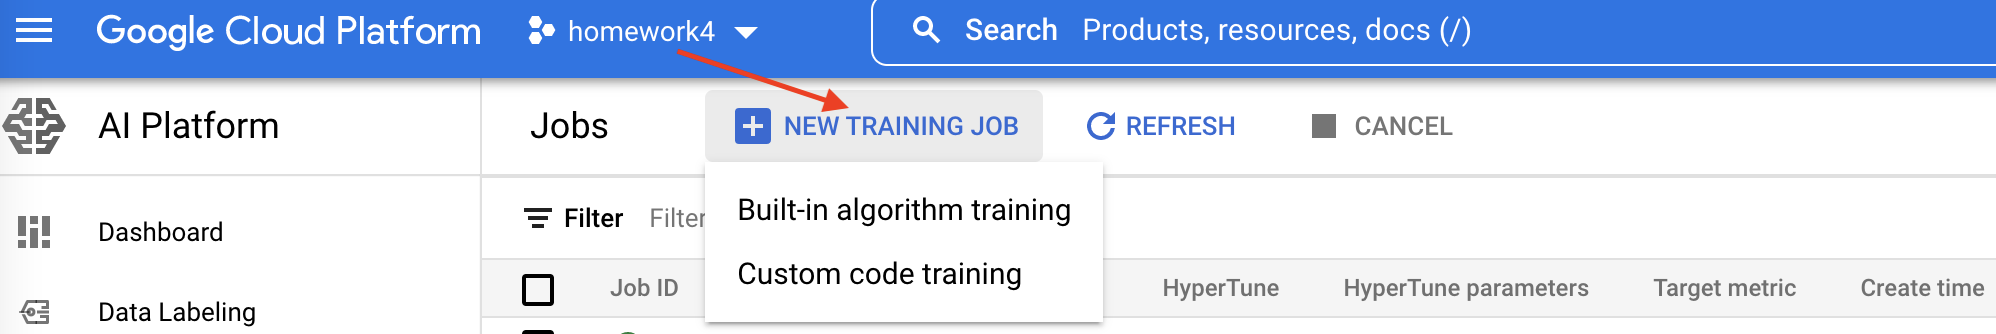 Google Cloud Platform
homework4
Search Products, resources, docs (/)
AI Platform
Jobs
NEW TRAINING JOB
REFRESH
CANCEL
Built-in algorithm training
Custom code training
Dashboard
Data Labeling
Filter Filter
Job ID
HyperTune
HyperTune parameters
Target metric
Create time